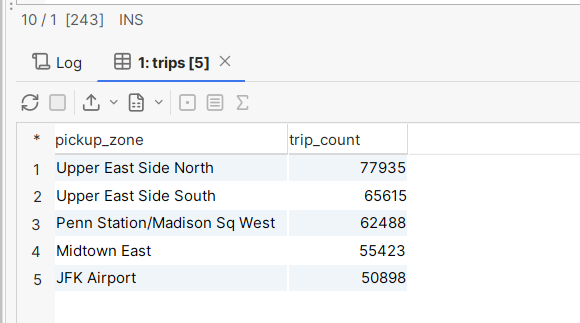 10 / 1 [243] INS
Log 1: trips [5]
* pickup_zone trip_count
1 Upper East Side North 77935
2 Upper East Side South 65615
3 Penn Station/Madison Sq West 62488
4 Midtown East 55423
5 JFK Airport 50898